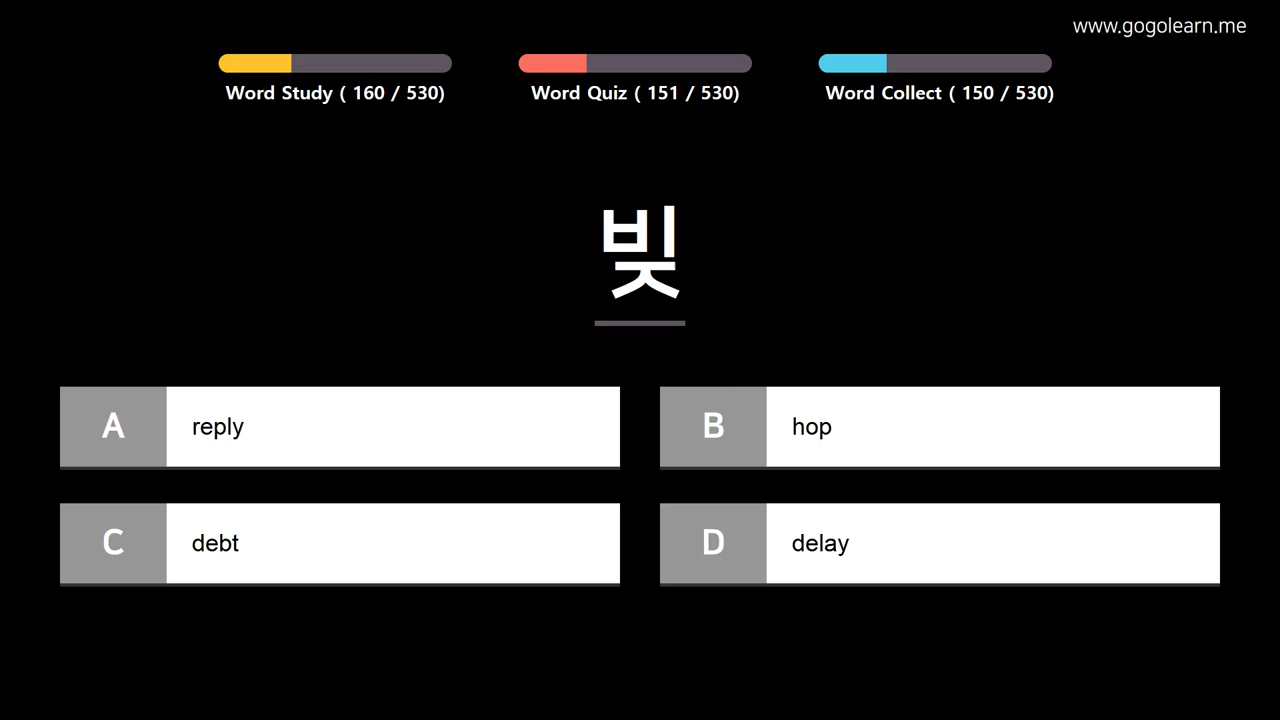 www.gogolearn.me
Word Study ( 160 / 530)
Word Quiz ( 151 / 530)
Word Collect ( 150 / 530)
빚
A reply
B hop
C debt
D delay